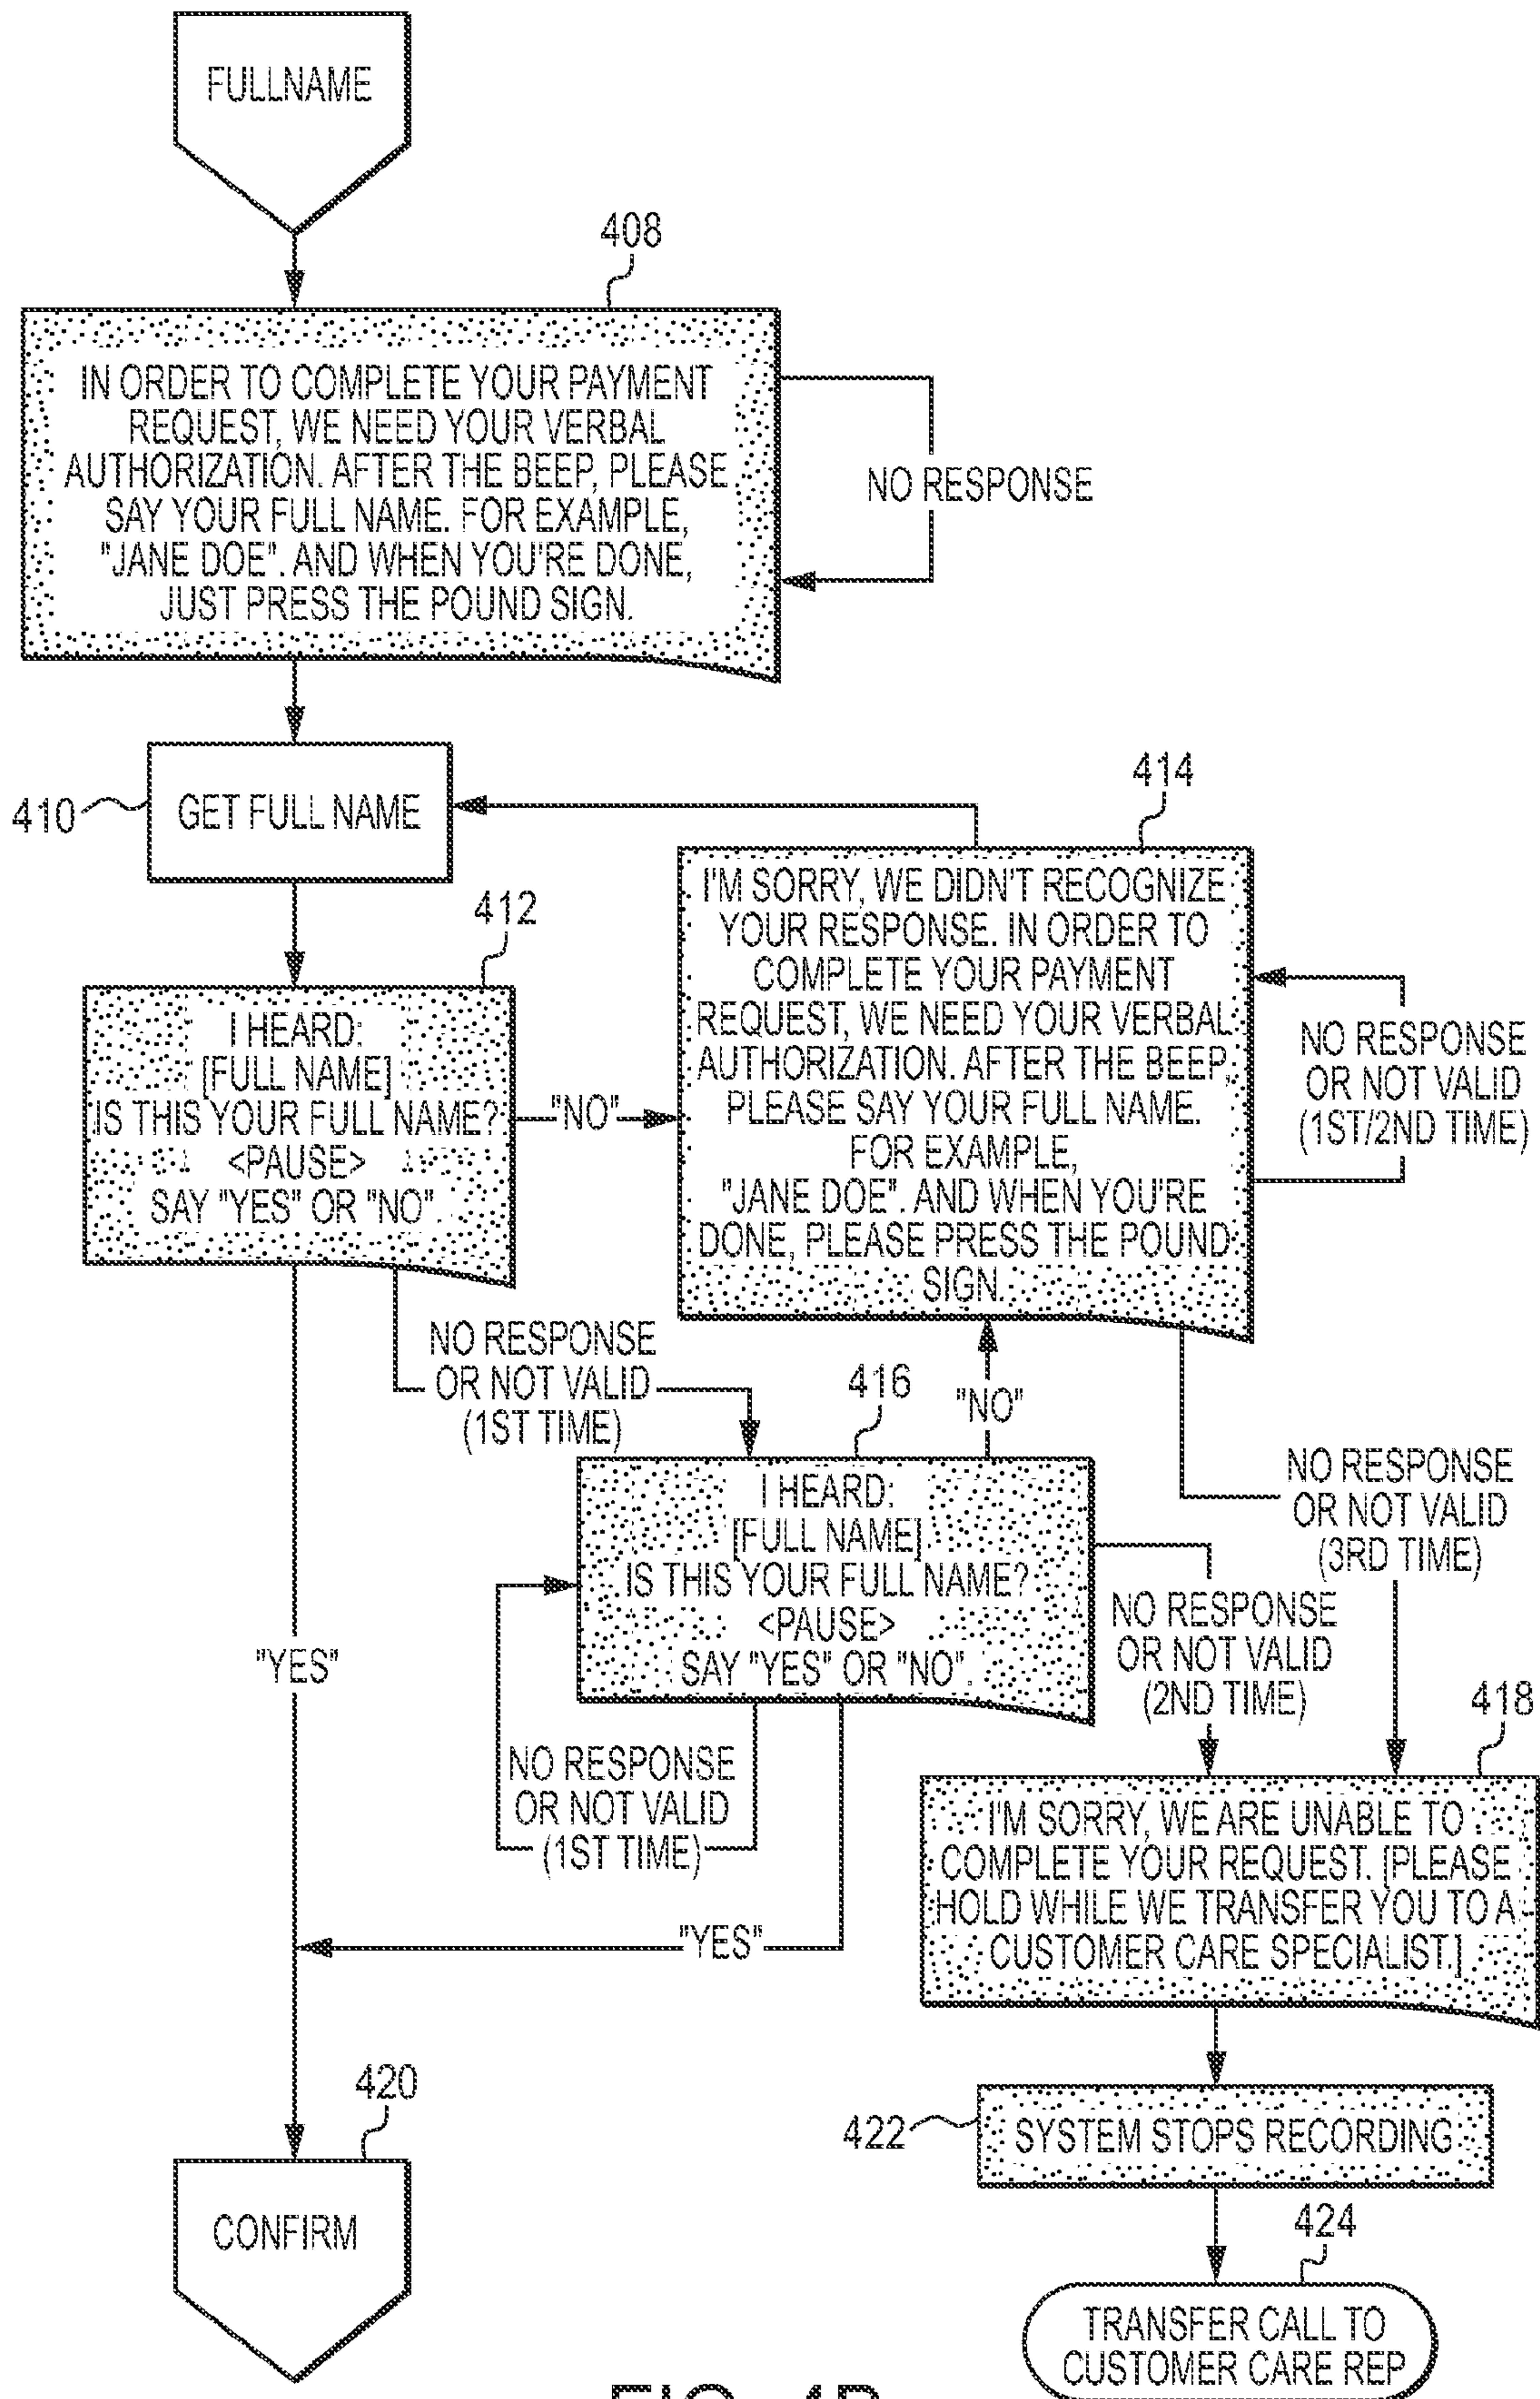 FULLNAME
408
IN ORDER TO COMPLETE YOUR PAYMENT
REQUEST, WE NEED YOUR VERBAL
AUTHORIZATION. AFTER THE BEEP, PLEASE
SAY YOUR FULL NAME. FOR EXAMPLE,
"JANE DOE". AND WHEN YOU'RE DONE,
JUST PRESS THE POUND SIGN.
NO RESPONSE
410
GET FULL NAME
412
I HEARD:
[FULL NAME]
IS THIS YOUR FULL NAME?
<PAUSE>
SAY "YES" OR "NO".
"NO"
414
I'M SORRY, WE DIDN'T RECOGNIZE
YOUR RESPONSE. IN ORDER TO
COMPLETE YOUR PAYMENT
REQUEST, WE NEED YOUR VERBAL
AUTHORIZATION. AFTER THE BEEP,
PLEASE SAY YOUR FULL NAME.
FOR EXAMPLE,
"JANE DOE". AND WHEN YOU'RE
DONE, PLEASE PRESS THE POUND
SIGN.
NO RESPONSE
OR NOT VALID
(1ST/2ND TIME)
NO RESPONSE
OR NOT VALID
(1ST TIME)
416
"NO"
I HEARD:
[FULL NAME]
IS THIS YOUR FULL NAME?
<PAUSE>
SAY "YES" OR "NO".
NO RESPONSE
OR NOT VALID
(3RD TIME)
NO RESPONSE
OR NOT VALID
(2ND TIME)
"YES"
NO RESPONSE
OR NOT VALID
(1ST TIME)
"YES"
418
I'M SORRY, WE ARE UNABLE TO
COMPLETE YOUR REQUEST. [PLEASE
HOLD WHILE WE TRANSFER YOU TO A
CUSTOMER CARE SPECIALIST.]
420
CONFIRM
422
SYSTEM STOPS RECORDING
424
TRANSFER CALL TO
CUSTOMER CARE REP
FIG. 4B